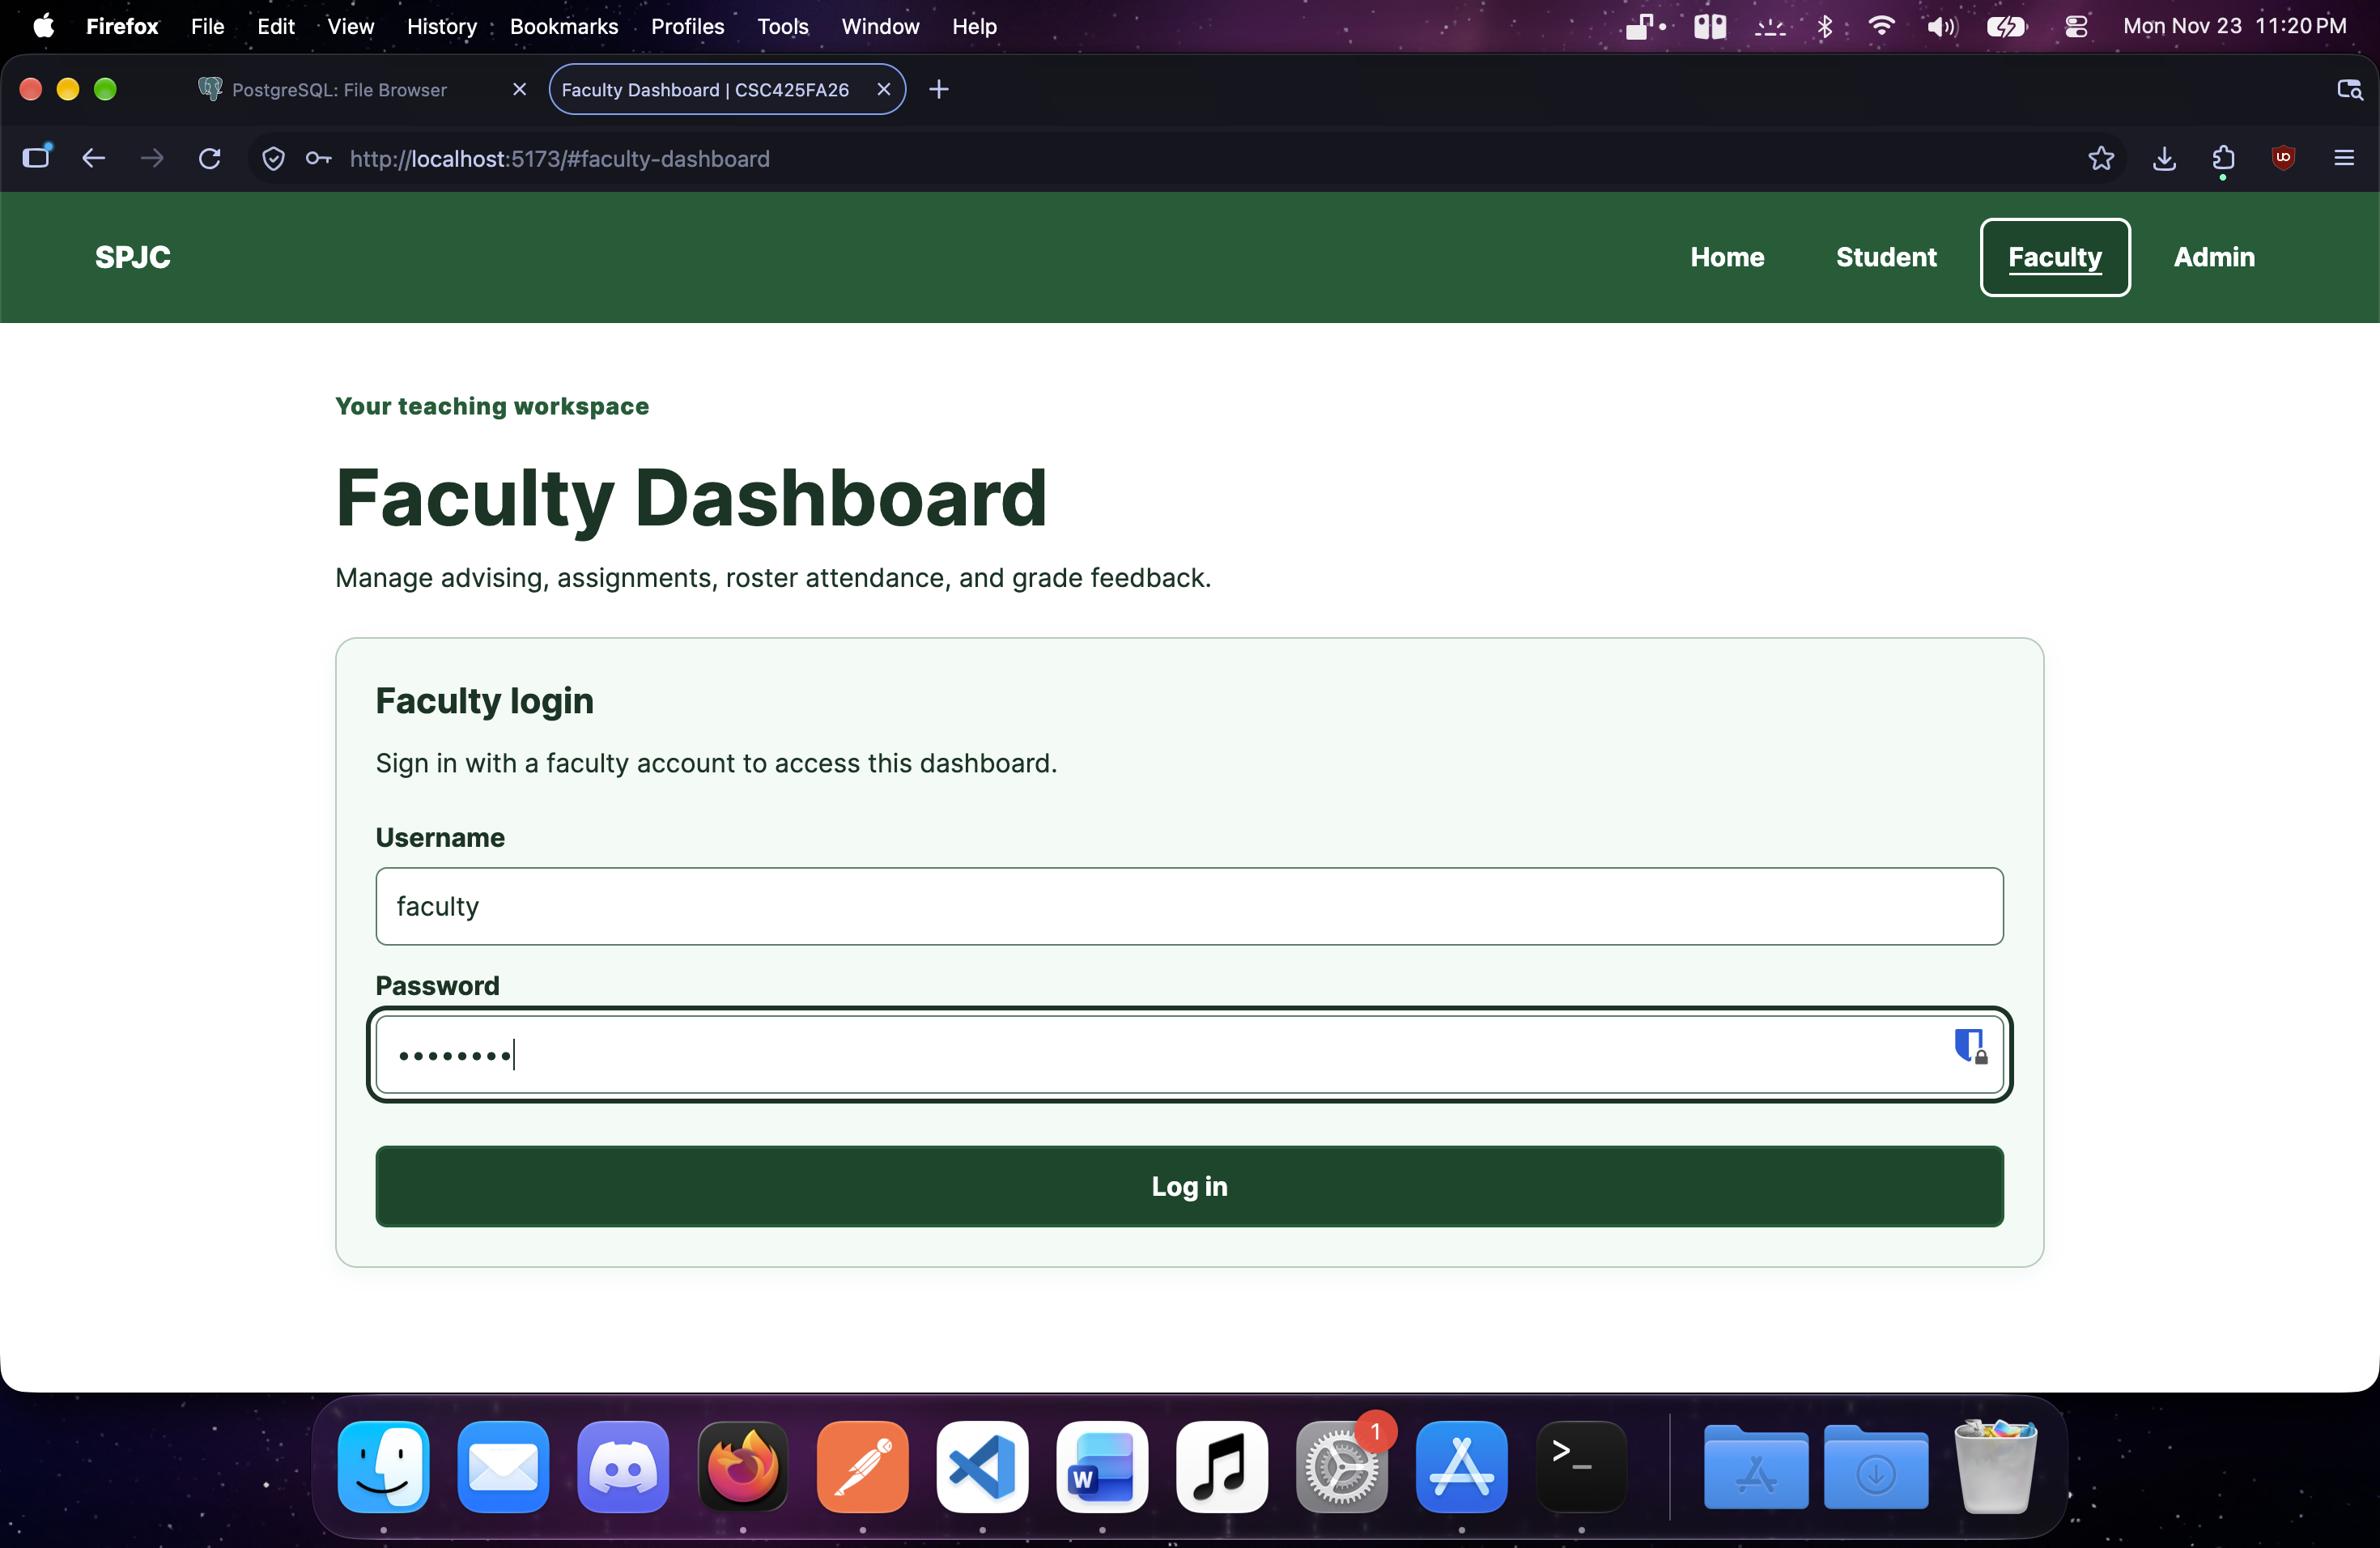 Firefox File Edit View History Bookmarks Profiles Tools Window Help Mon Nov 23 11:20 PM
PostgreSQL: File Browser Faculty Dashboard | CSC425FA26
http://localhost:5173/#faculty-dashboard
SPJC Home Student Faculty Admin
Your teaching workspace
Faculty Dashboard
Manage advising, assignments, roster attendance, and grade feedback.
Faculty login
Sign in with a faculty account to access this dashboard.
Username
faculty
Password
••••••••
Log in
W 1 >_